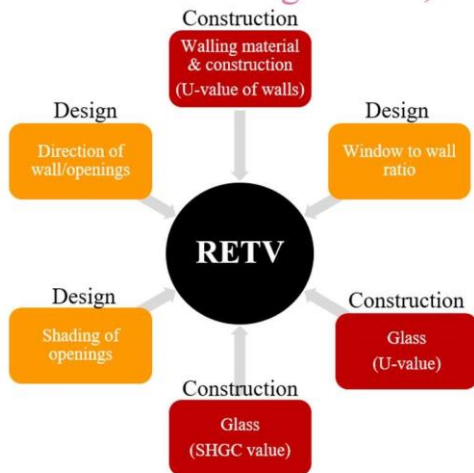 Construction
Walling material
& construction
(U-value of walls)
Design
Direction of
wall/openings
Design
Window to wall
ratio
RETV
Design
Shading of
openings
Construction
Glass
(U-value)
Construction
Glass
(SHGC value)